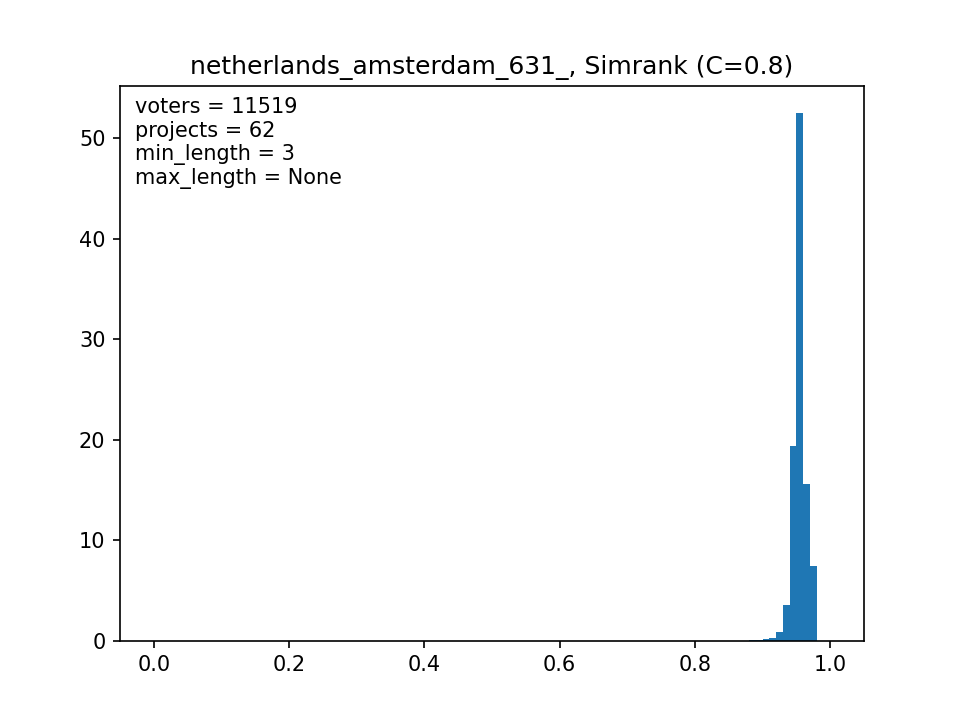 netherlands_amsterdam_631_, Simrank (C=0.8)
voters = 11519
projects = 62
min_length = 3
max_length = None
50
40
30
20
10
0
0.0 0.2 0.4 0.6 0.8 1.0